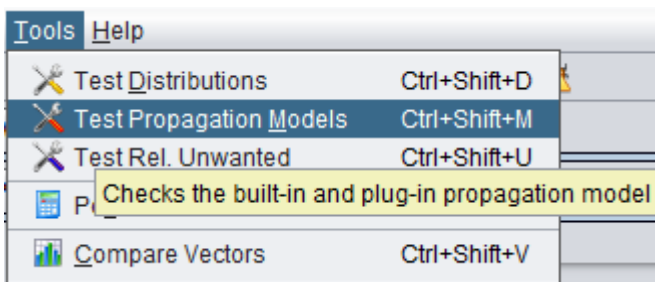 Tools Help
Test Distributions Ctrl+Shift+D
Test Propagation Models Ctrl+Shift+M
Test Rel. Unwanted Ctrl+Shift+U
Checks the built-in and plug-in propagation model
Compare Vectors Ctrl+Shift+V